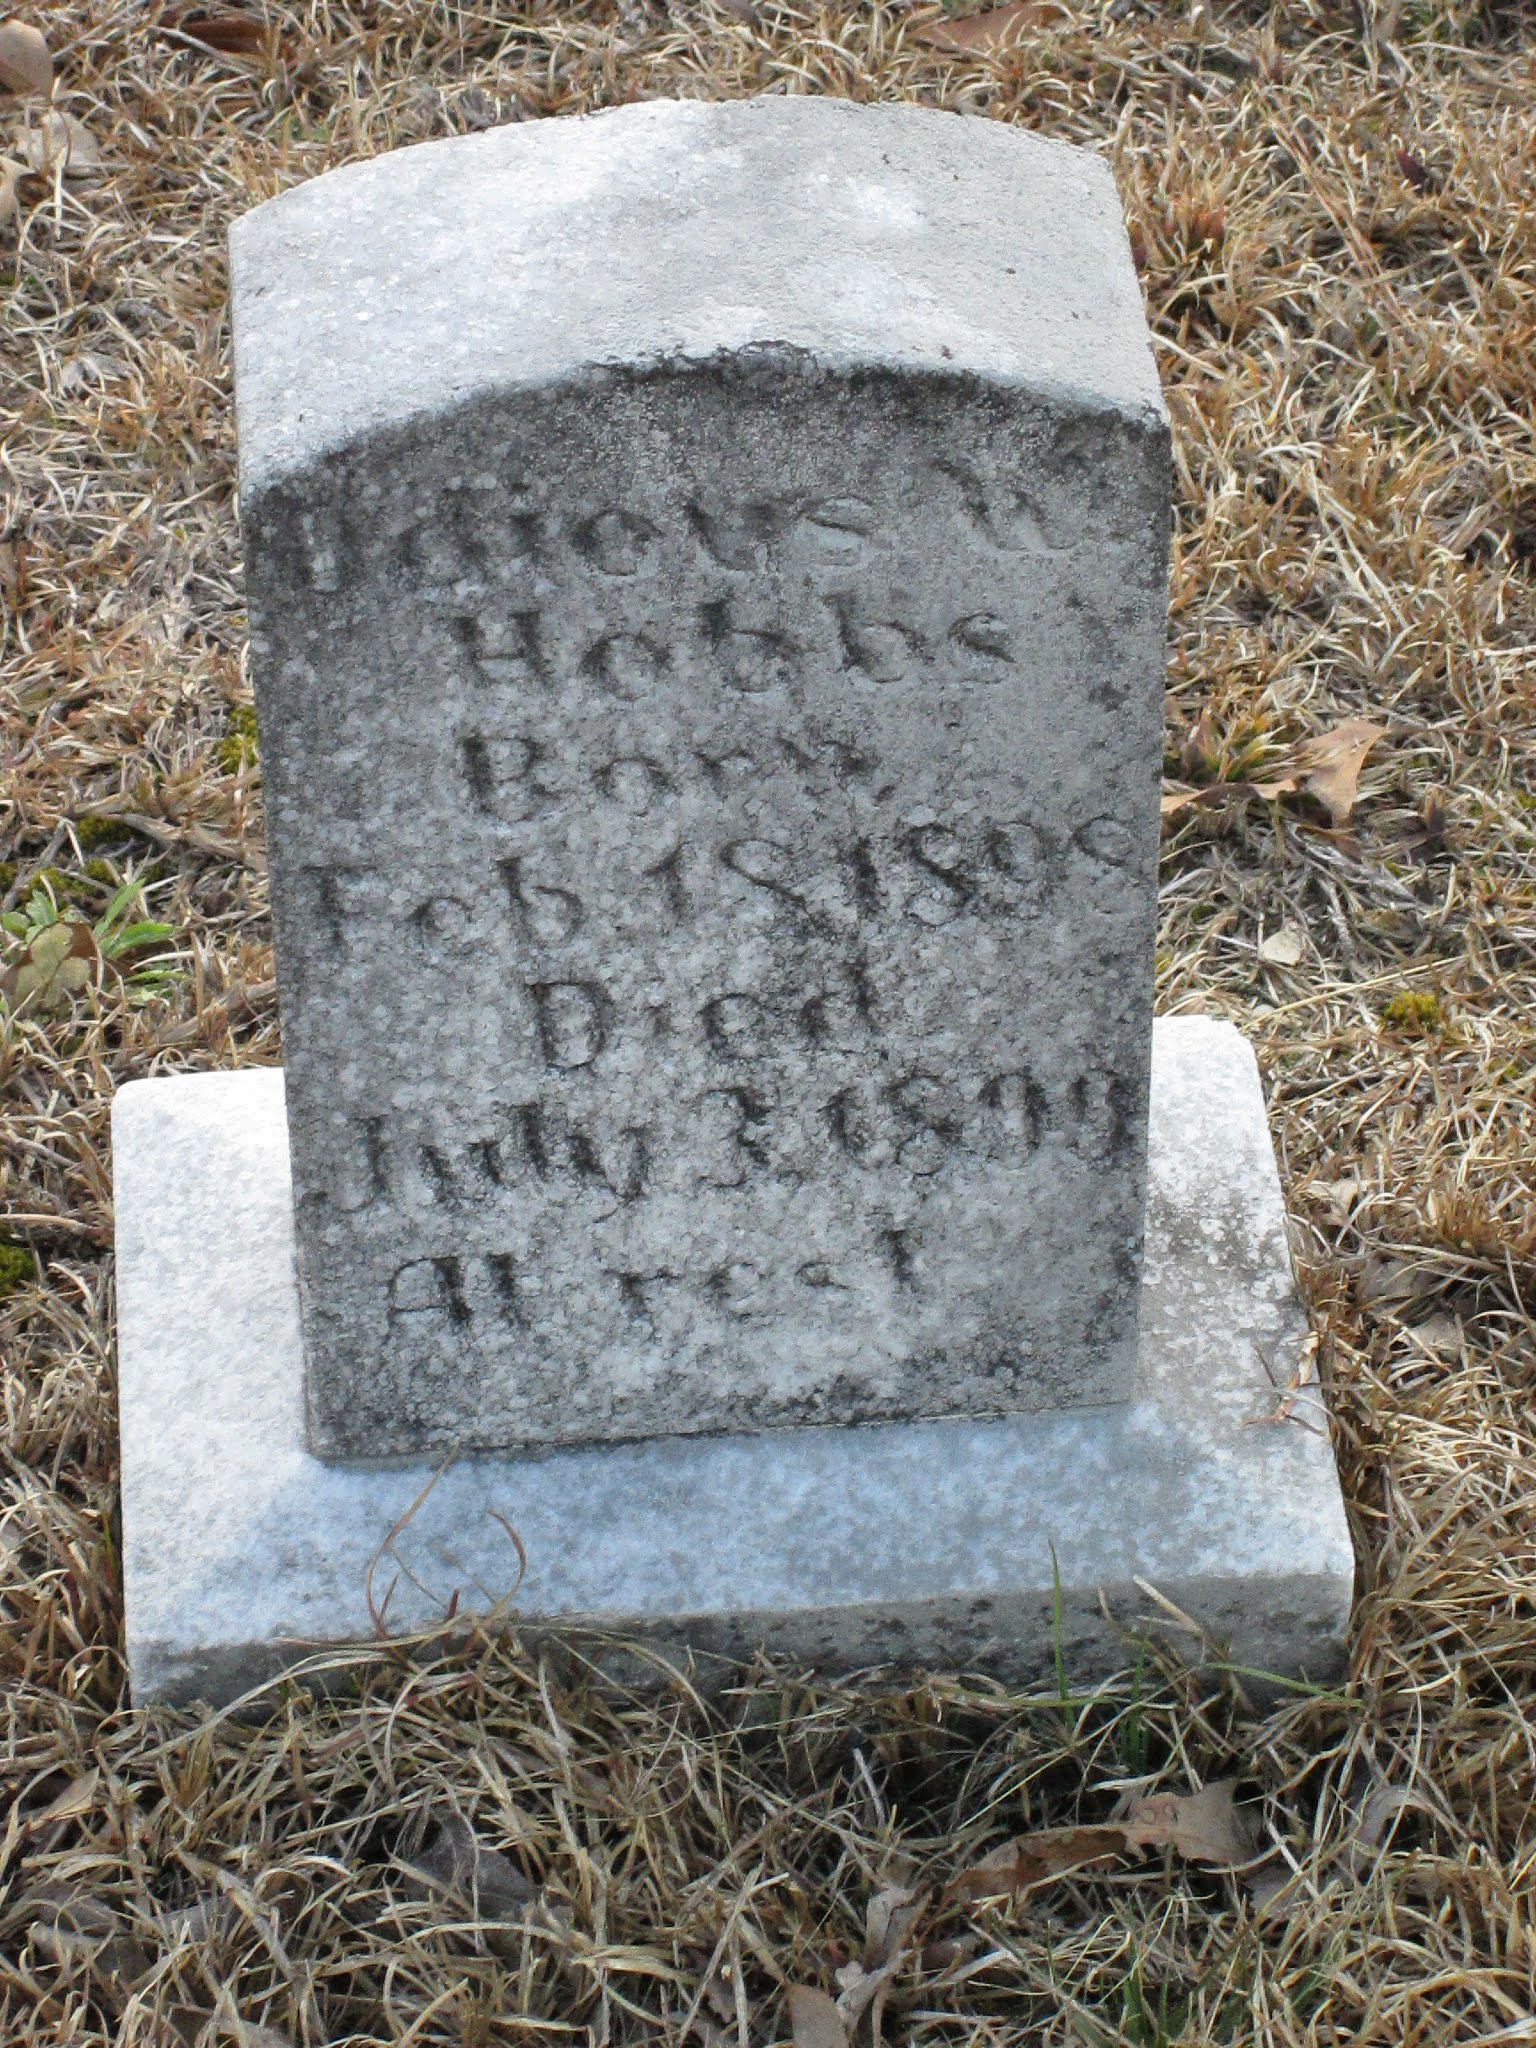 W
Hobbs
Born
Feb 18, 1898
Died
July 3, 1899
At rest